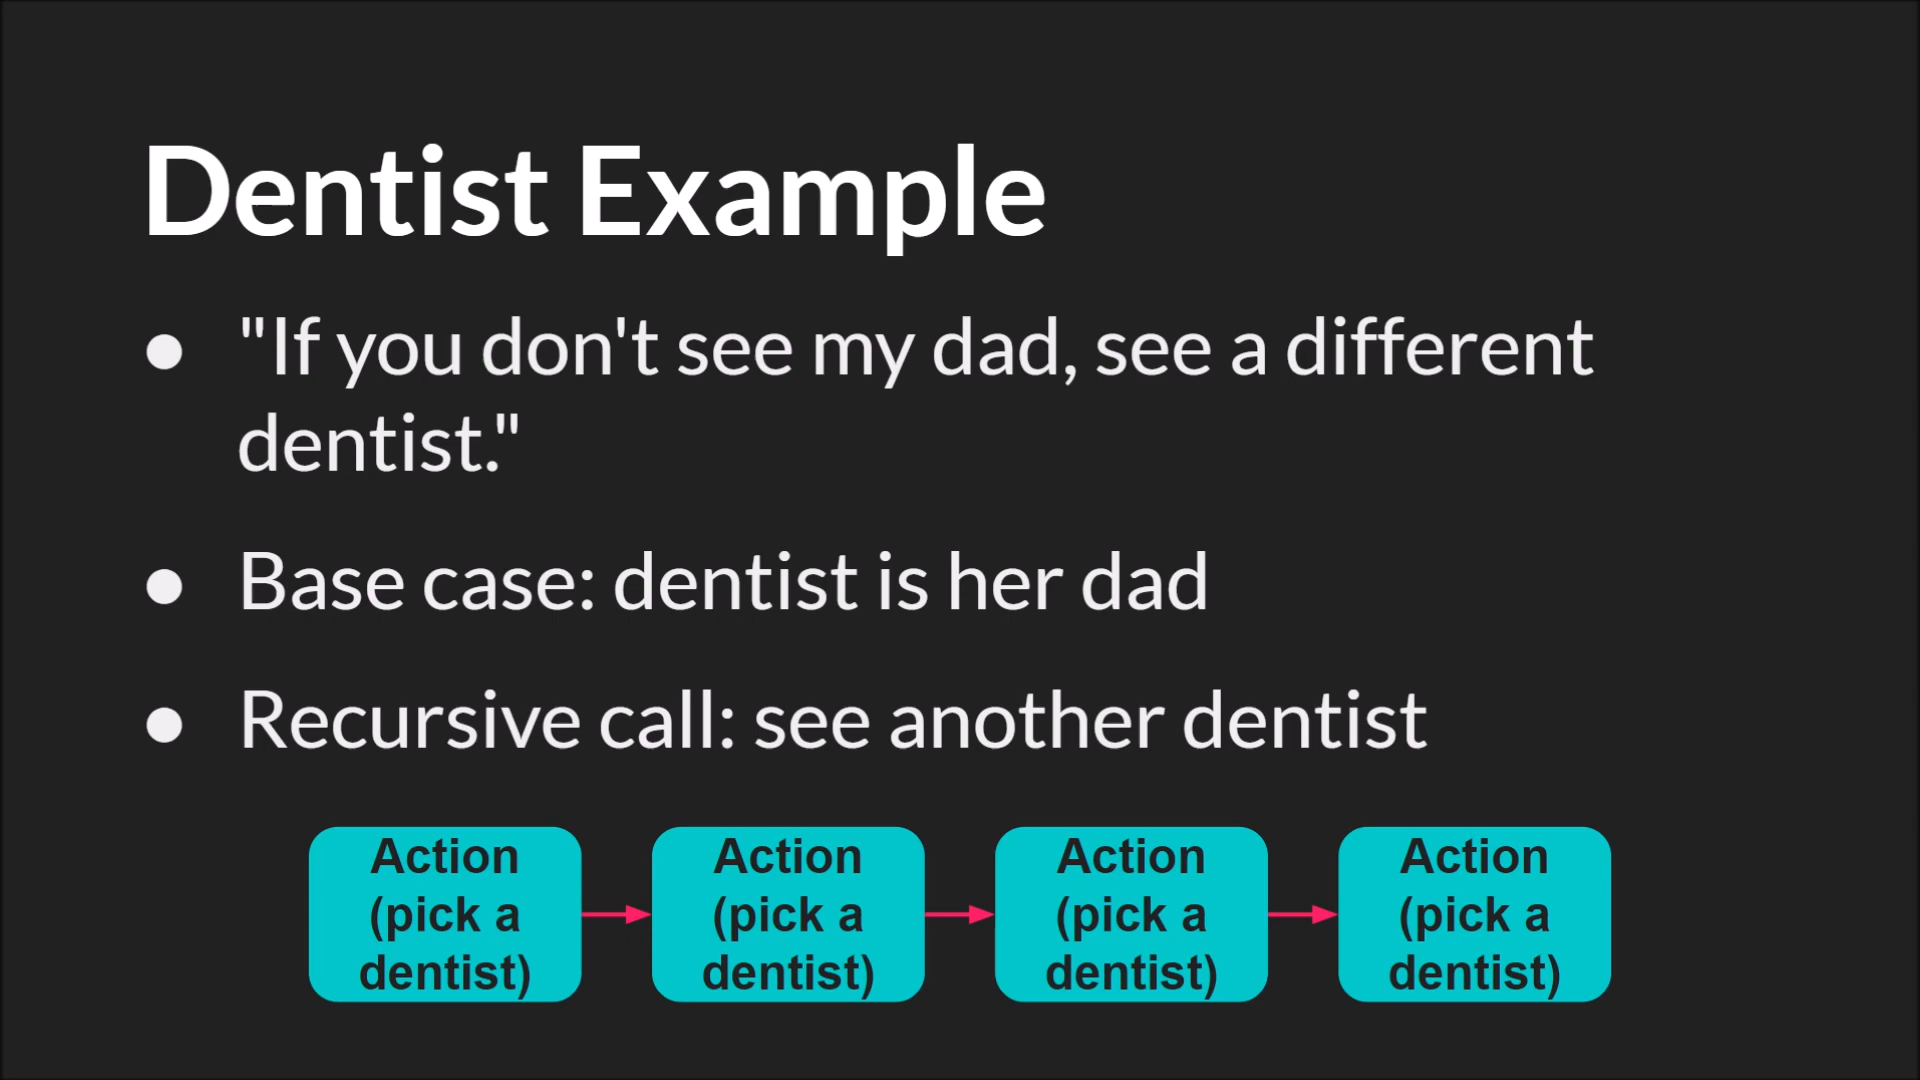 Dentist Example
● "If you don't see my dad, see a different
dentist."
● Base case: dentist is her dad
● Recursive call: see another dentist
Action
(pick a
dentist)
Action
(pick a
dentist)
Action
(pick a
dentist)
Action
(pick a
dentist)